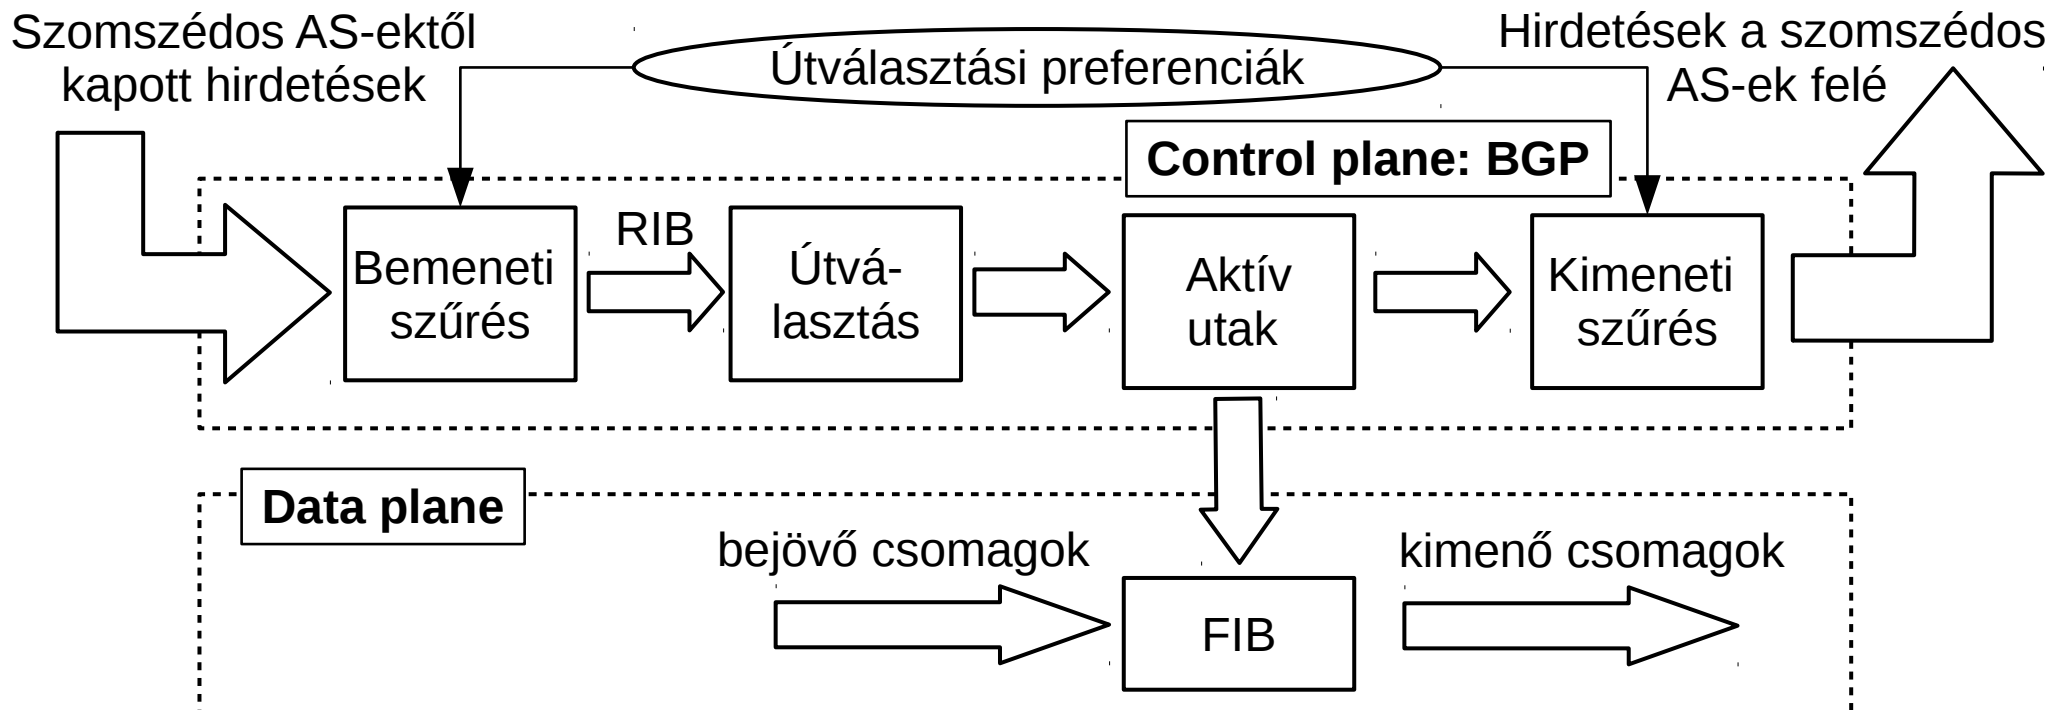 Szomszédos AS-ektől
kapott hirdetések
Útválasztási preferenciák
Hirdetések a szomszédos
AS-ek felé
Control plane: BGP
Bemeneti
szűrés
RIB
Útvá-
lasztás
Aktív
utak
Kimeneti
szűrés
Data plane
bejövő csomagok
FIB
kimenő csomagok